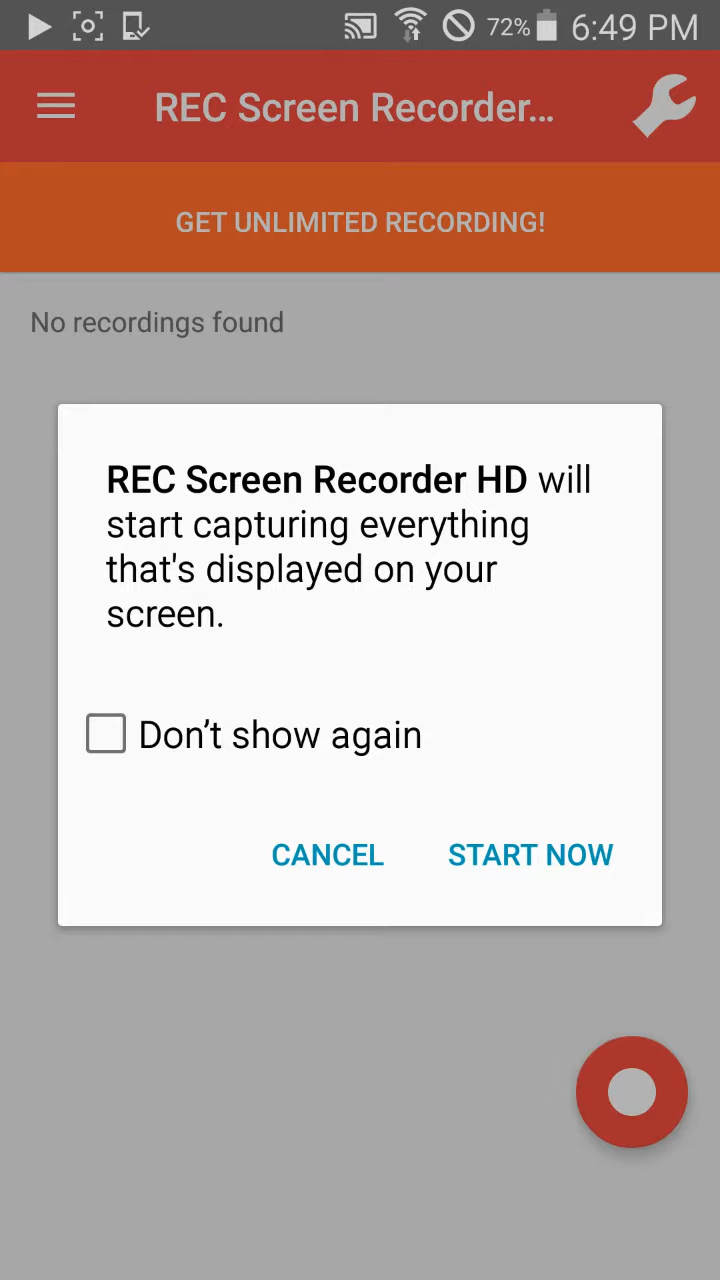 72% 6:49 PM
REC Screen Recorder...
GET UNLIMITED RECORDING!
No recordings found
REC Screen Recorder HD will
start capturing everything
that's displayed on your
screen.
Don't show again
CANCEL START NOW